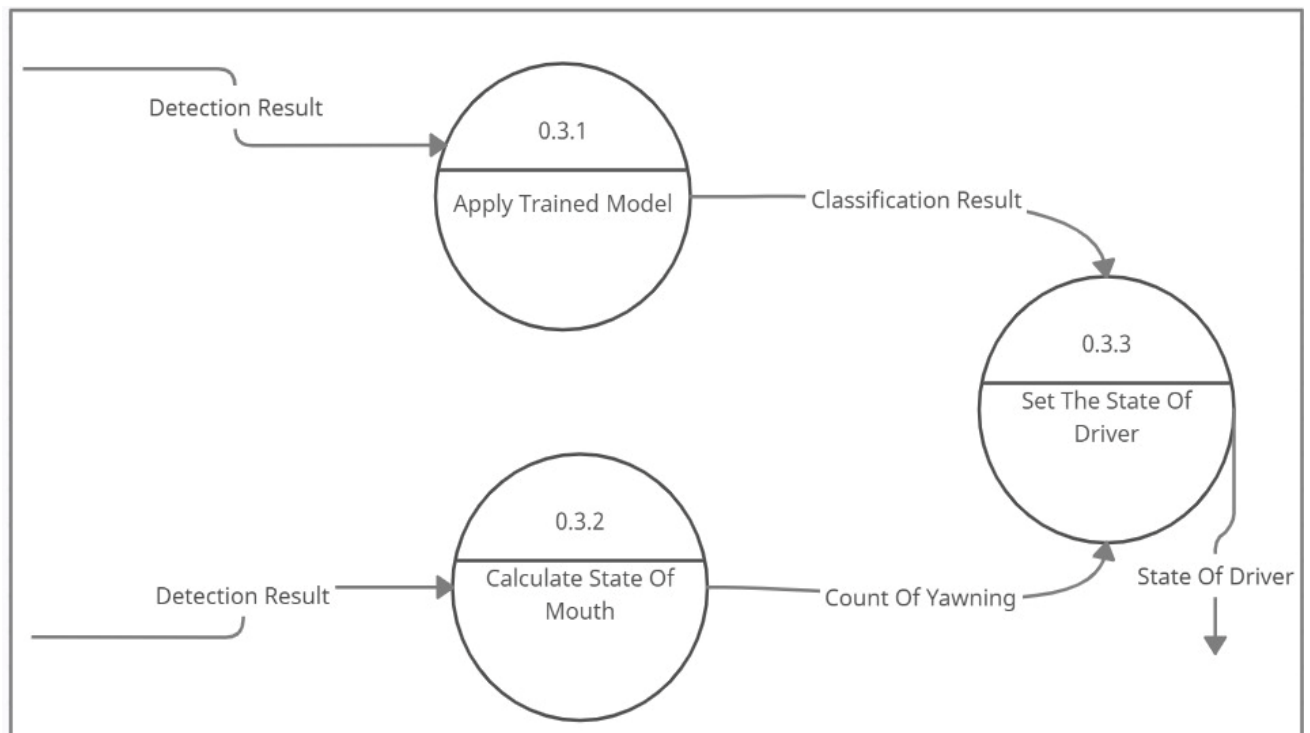 Detection Result
0.3.1
Apply Trained Model
Classification Result
0.3.3
Set The State Of
Driver
0.3.2
Calculate State Of
Mouth
Detection Result
Count Of Yawning
State Of Driver